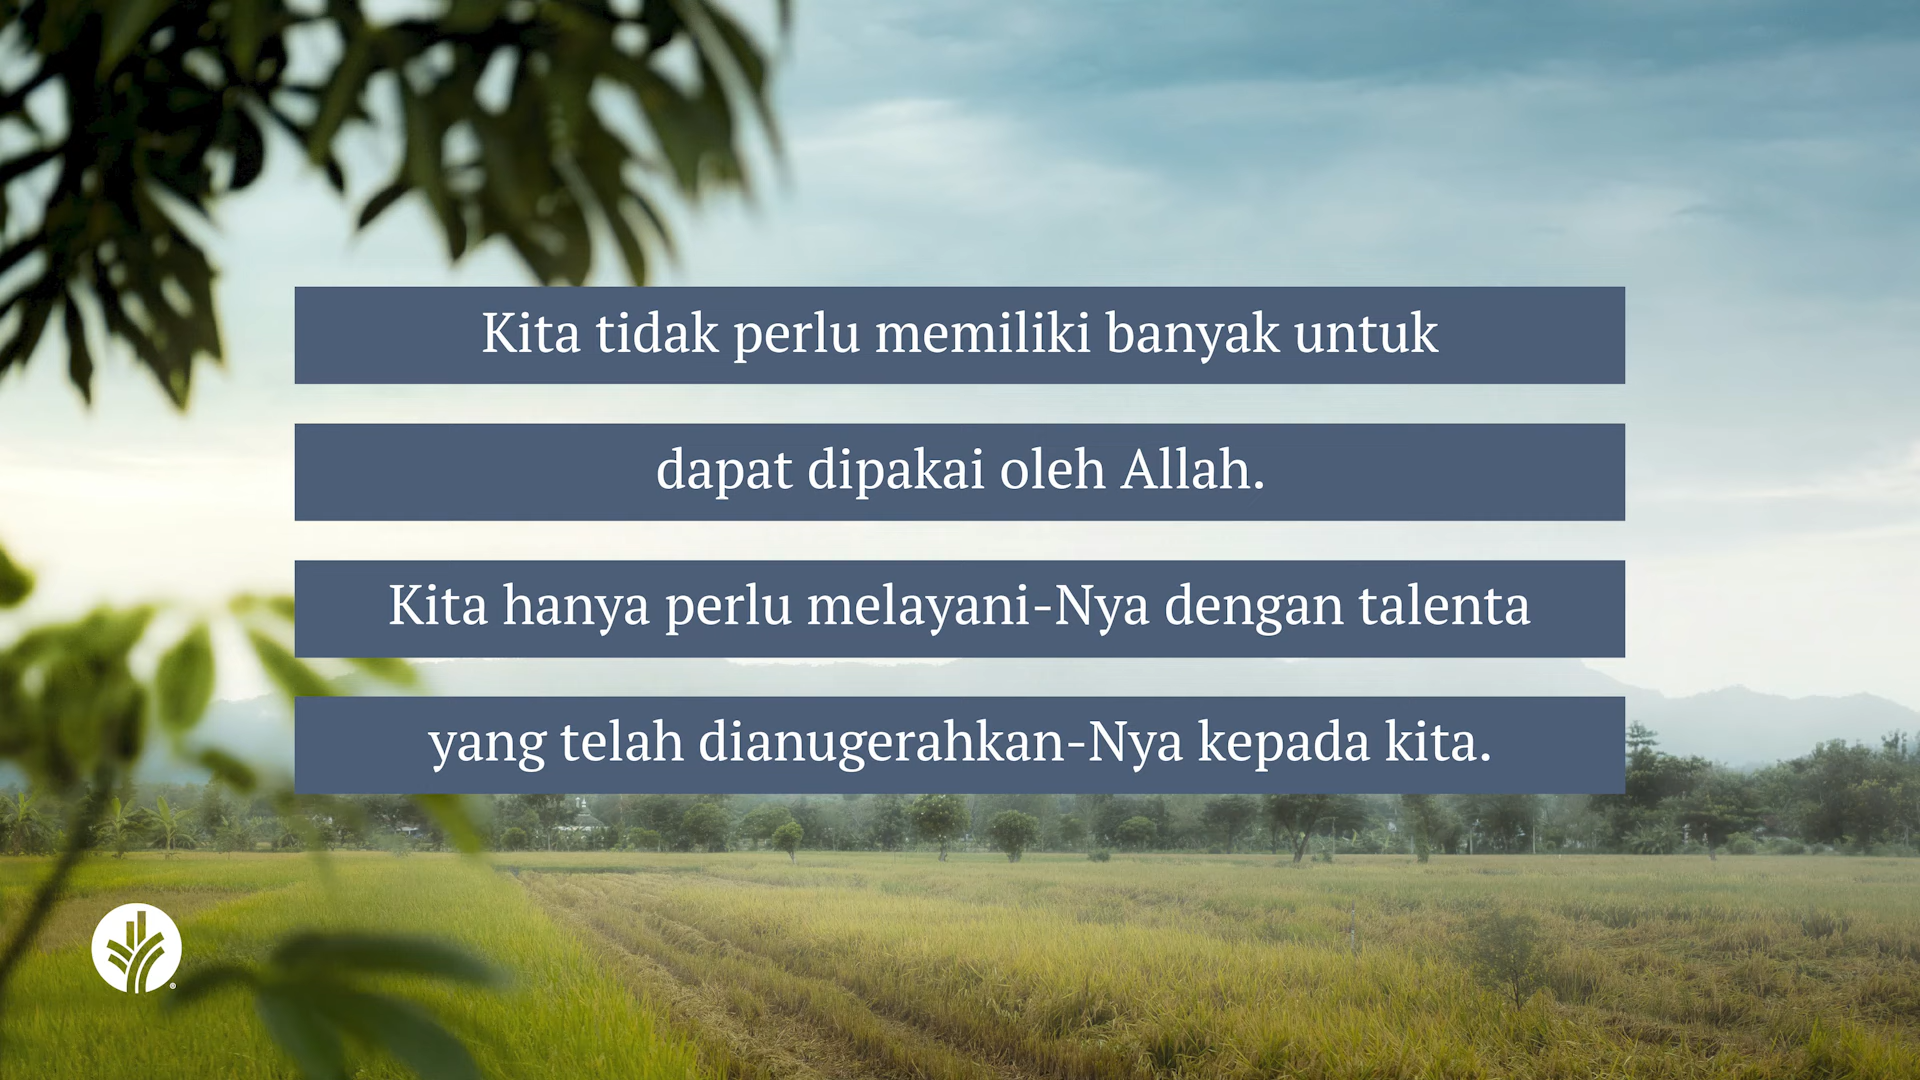 Kita tidak perlu memiliki banyak untuk
dapat dipakai oleh Allah.
Kita hanya perlu melayani-Nya dengan talenta
yang telah dianugerahkan-Nya kepada kita.